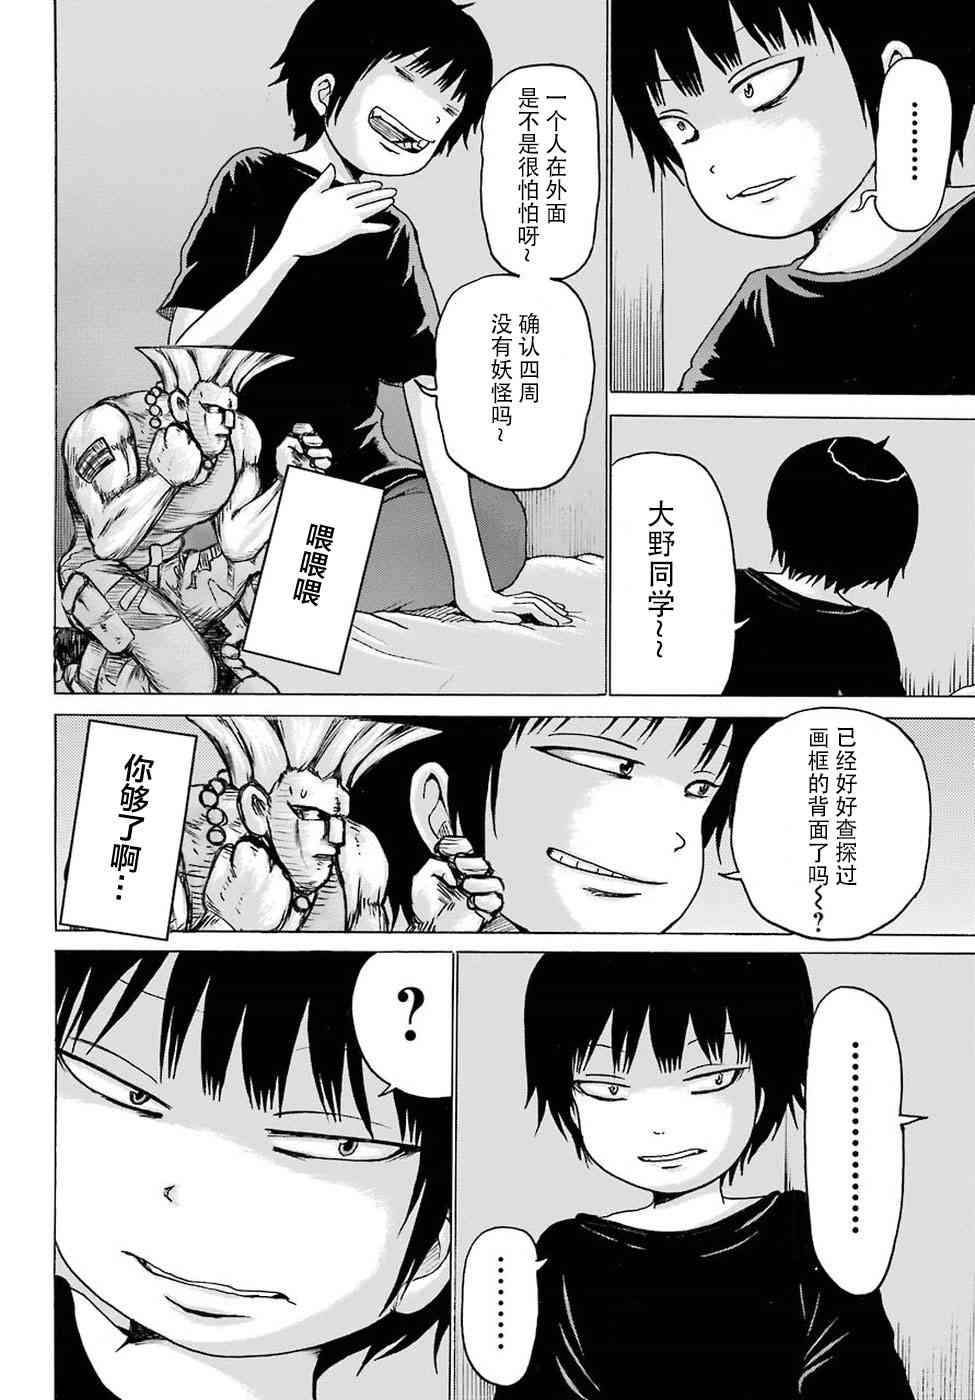 ………
大野同学~~
一个人在外面
是不是很怕怕呀~
确认四周
没有妖怪吗~
喂喂喂
已经好好查探过
画框的背面了吗~~?
你够了啊…
…………………
………
?